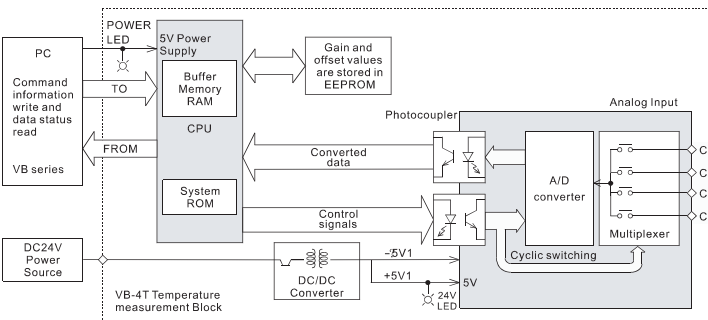 POWER
LED
PC
Command
information
write and
data status
read
VB series
TO
FROM
5V Power
Supply
Buffer
Memory
RAM
CPU
System
ROM
Gain and
offset values
are stored in
EEPROM
Photocoupler
Analog Input
Converted
data
Control
signals
A/D
converter
Multiplexer
Cyclic switching
C
C
C
C
DC24V
Power
Source
DC/DC
Converter
+5V1
5V
24V
LED
VB-4T Temperature
measurement Block